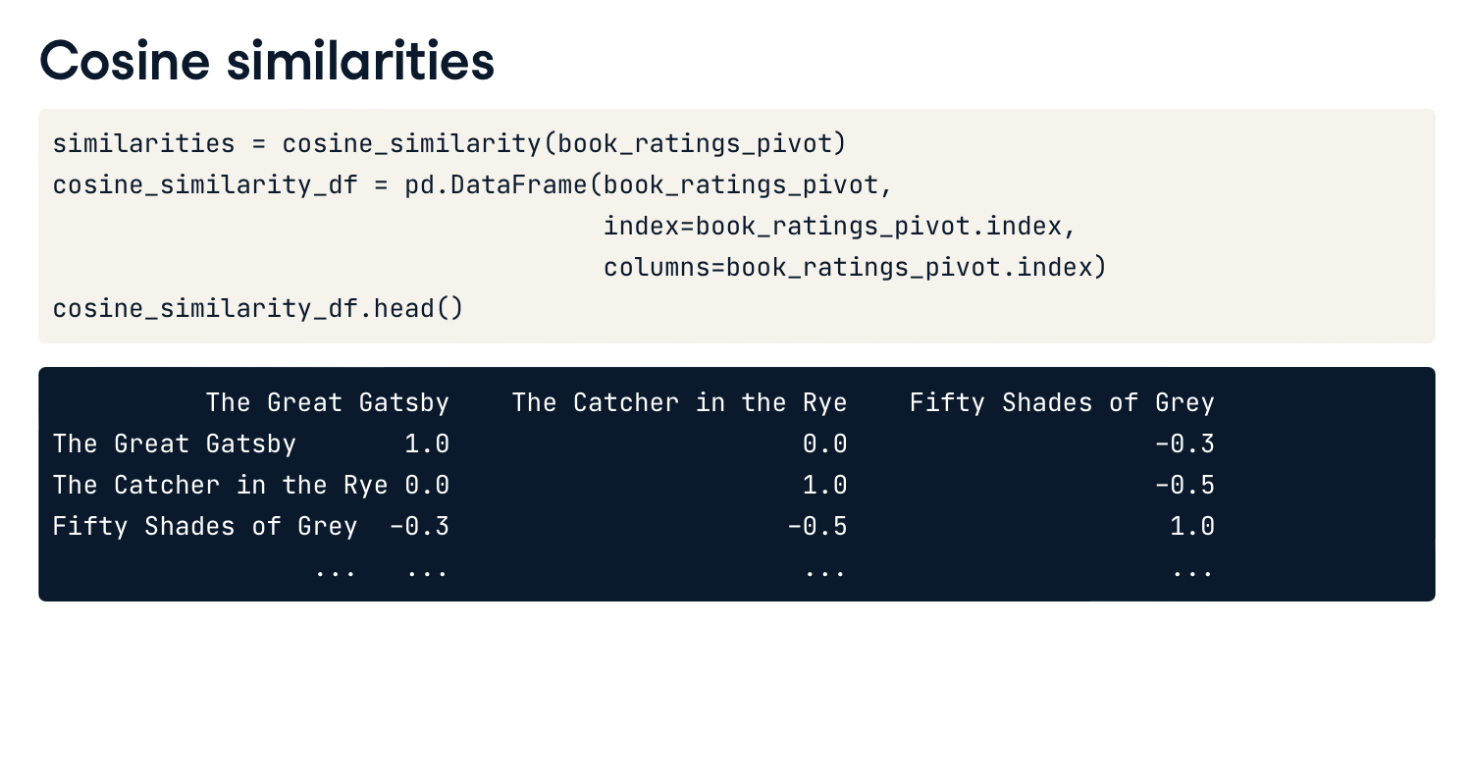 Cosine similarities
similarities = cosine_similarity(book_ratings_pivot)
cosine_similarity_df = pd.DataFrame(book_ratings_pivot,
                                    index=book_ratings_pivot.index,
                                    columns=book_ratings_pivot.index)
cosine_similarity_df.head()
          The Great Gatsby    The Catcher in the Rye    Fifty Shades of Grey
The Great Gatsby       1.0                       0.0                    -0.3
The Catcher in the Rye 0.0                       1.0                    -0.5
Fifty Shades of Grey  -0.3                      -0.5                     1.0
                 ...   ...                       ...                     ...